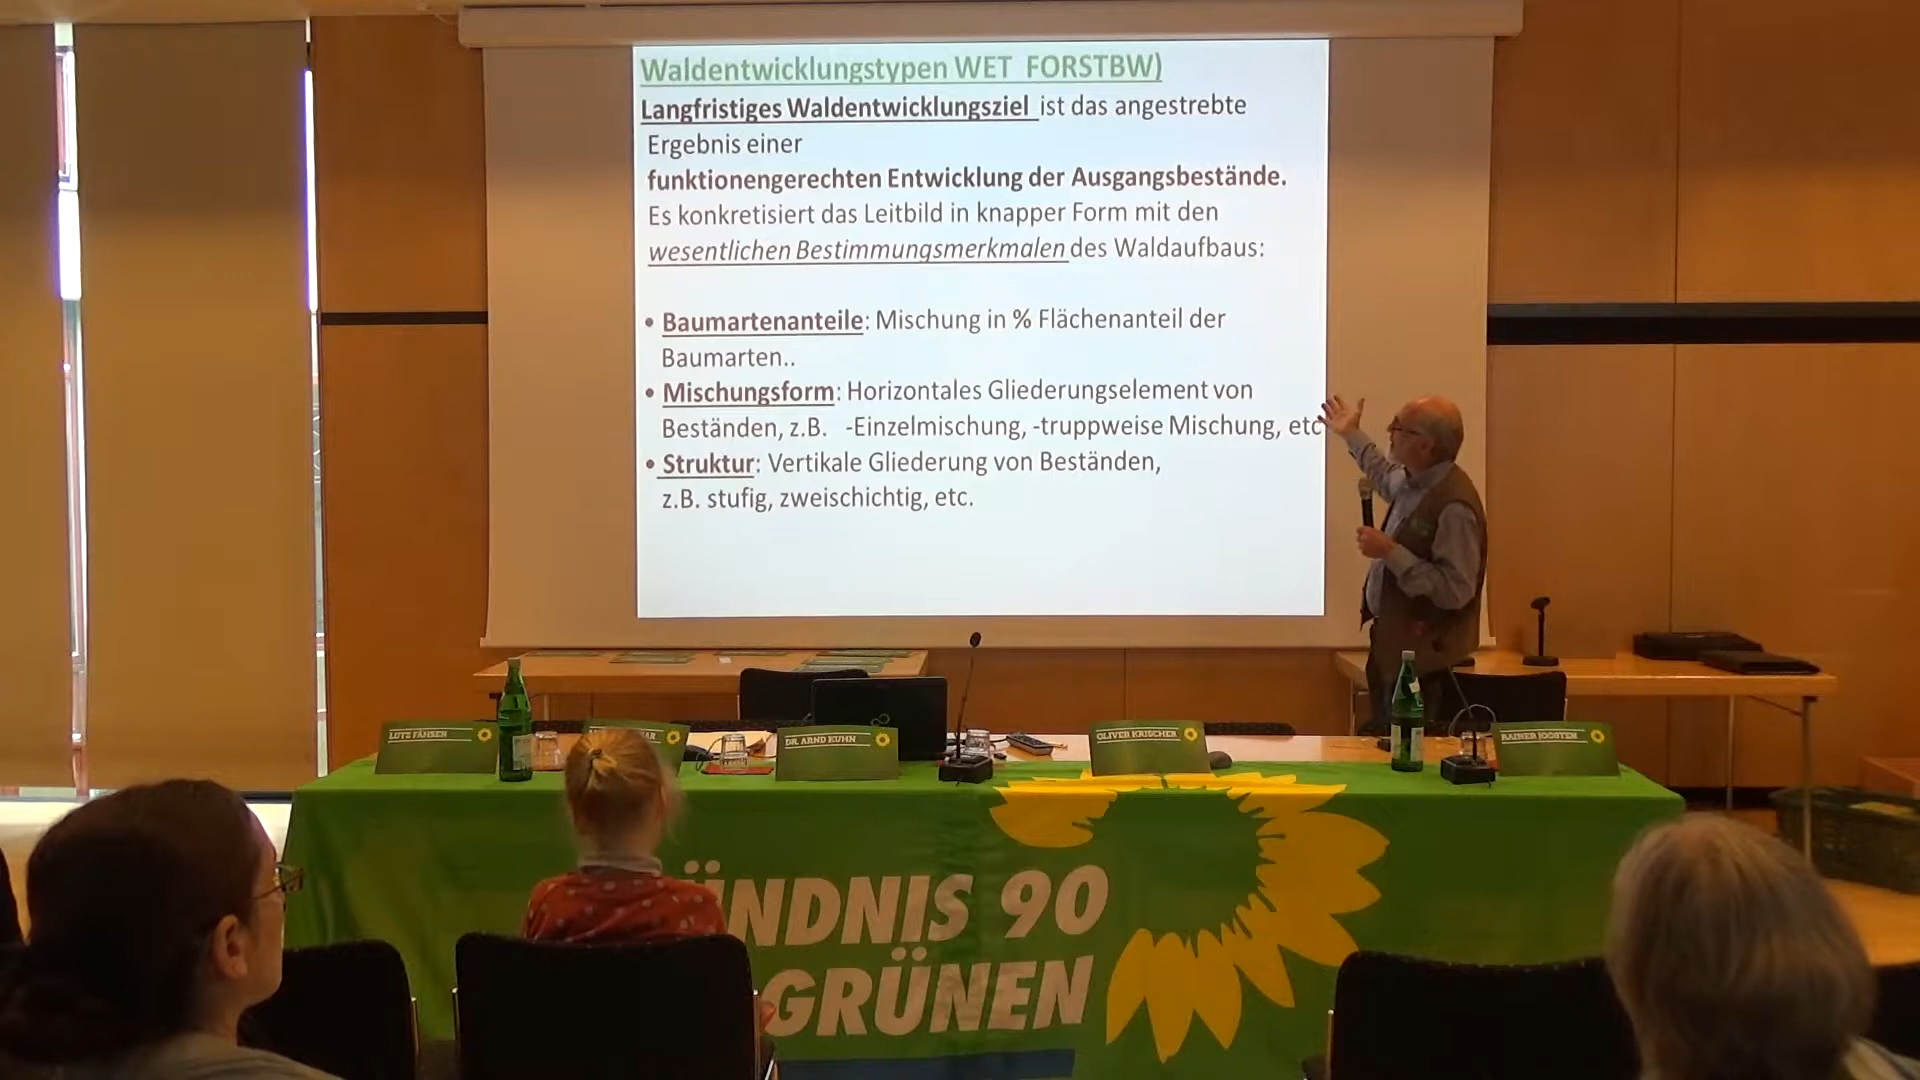 Waldentwicklungstypen WET FORSTBW)
Langfristiges Waldentwicklungsziel ist das angestrebte
Ergebnis einer
funktionengerechten Entwicklung der Ausgangsbestände.
Es konkretisiert das Leitbild in knapper Form mit den
wesentlichen Bestimmungsmerkmalen des Waldaufbaus:
• Baumartenanteile: Mischung in % Flächenanteil der
Baumarten..
• Mischungsform: Horizontales Gliederungselement von
Beständen, z.B. -Einzelmischung, -truppweise Mischung, etc
• Struktur: Vertikale Gliederung von Beständen,
z.B. stufig, zweischichtig, etc.
LUTZ FÄHSEN
DR. ARND KUHN
OLIVER KRISCHER
RAINER JOOSTEN
ÜNDNIS 90
GRÜNEN